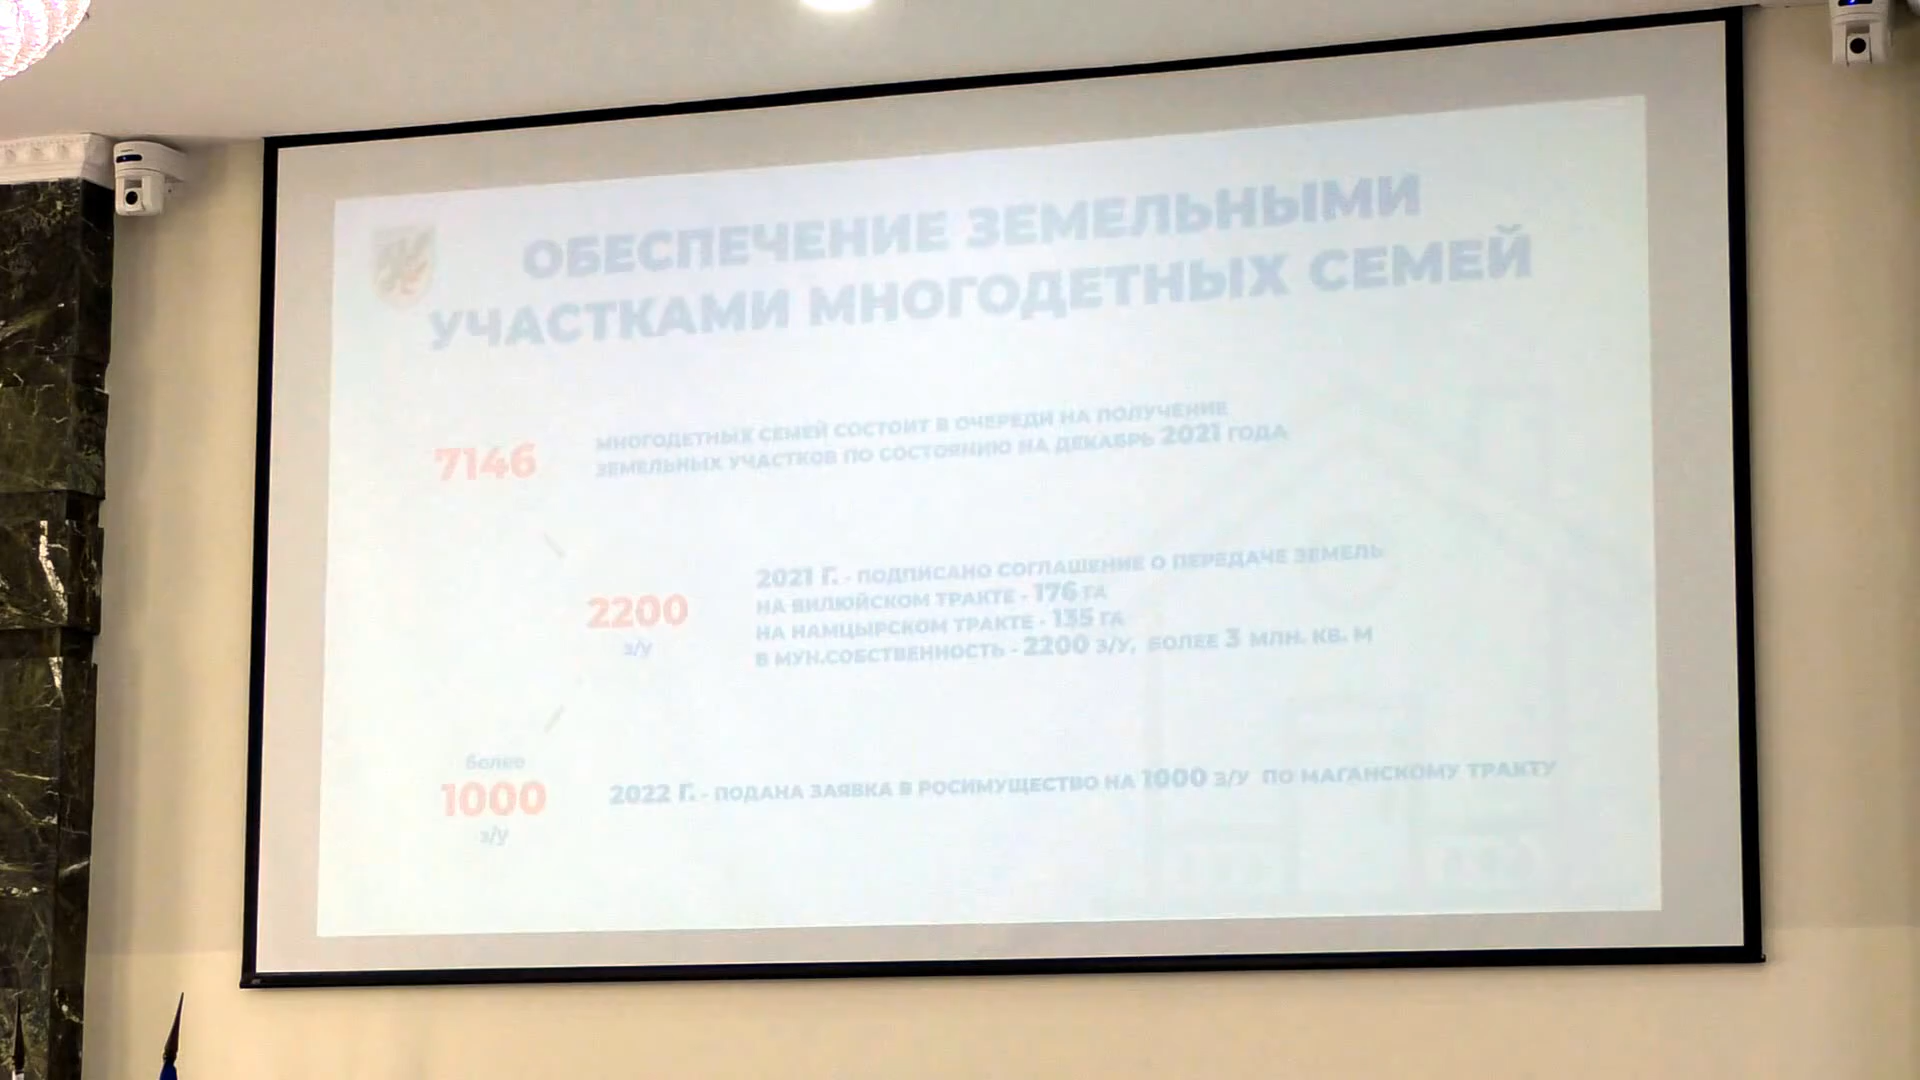 ОБЕСПЕЧЕНИЕ ЗЕМЕЛЬНЫМИ
УЧАСТКАМИ МНОГОДЕТНЫХ СЕМЕЙ
7146
МНОГОДЕТНЫХ СЕМЕЙ СОСТОИТ В ОЧЕРЕДИ НА ПОЛУЧЕНИЕ
ЗЕМЕЛЬНЫХ УЧАСТКОВ ПО СОСТОЯНИЮ НА ДЕКАБРЬ 2021 ГОДА
2200
з/у
2021 Г. - ПОДПИСАНО СОГЛАШЕНИЕ О ПЕРЕДАЧЕ ЗЕМЕЛЬ
НА ВИЛЮЙСКОМ ТРАКТЕ - 176 ГА
НА НАМЦЫРСКОМ ТРАКТЕ - 135 ГА
В МУН.СОБСТВЕННОСТЬ - 2200 З/У, БОЛЕЕ 3 МЛН. КВ. М
более
1000
з/у
2022 Г. - ПОДАНА ЗАЯВКА В РОСИМУЩЕСТВО НА 1000 З/У ПО МАГАНСКОМУ ТРАКТУ